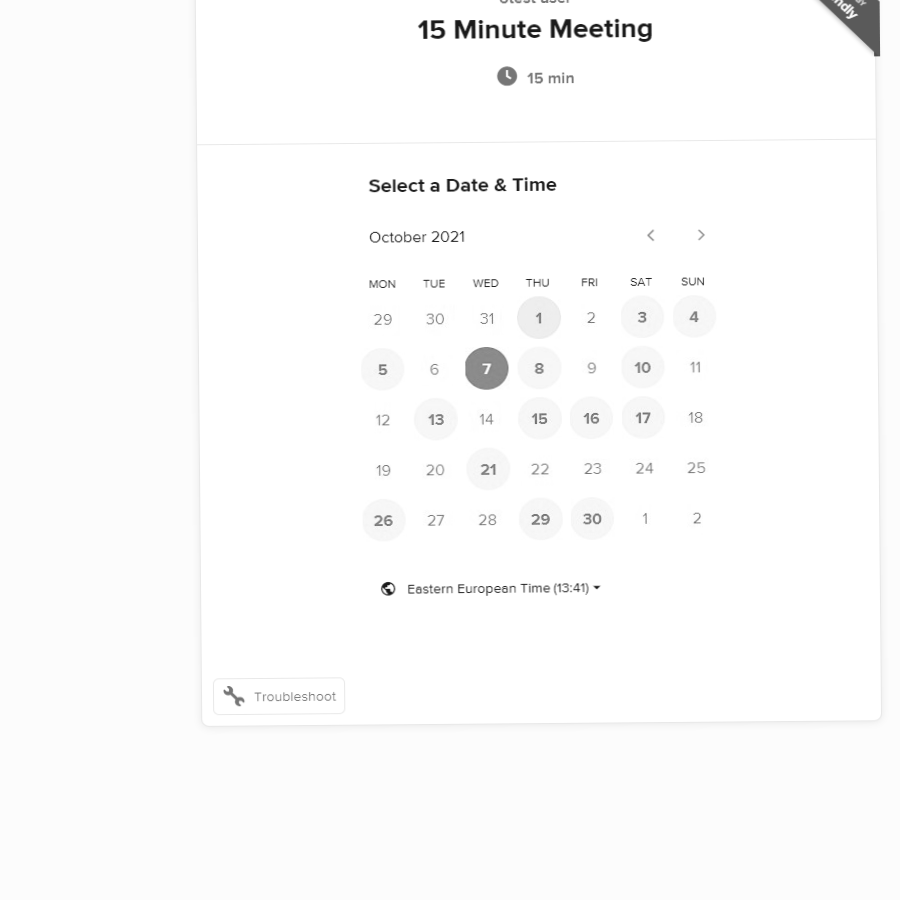 15 Minute Meeting
15 min
Select a Date & Time
October 2021
MON TUE WED THU FRI SAT SUN
29 30 31 1 2 3 4
5 6 7 8 9 10 11
12 13 14 15 16 17 18
19 20 21 22 23 24 25
26 27 28 29 30 1 2
Eastern European Time (13:41)
Troubleshoot